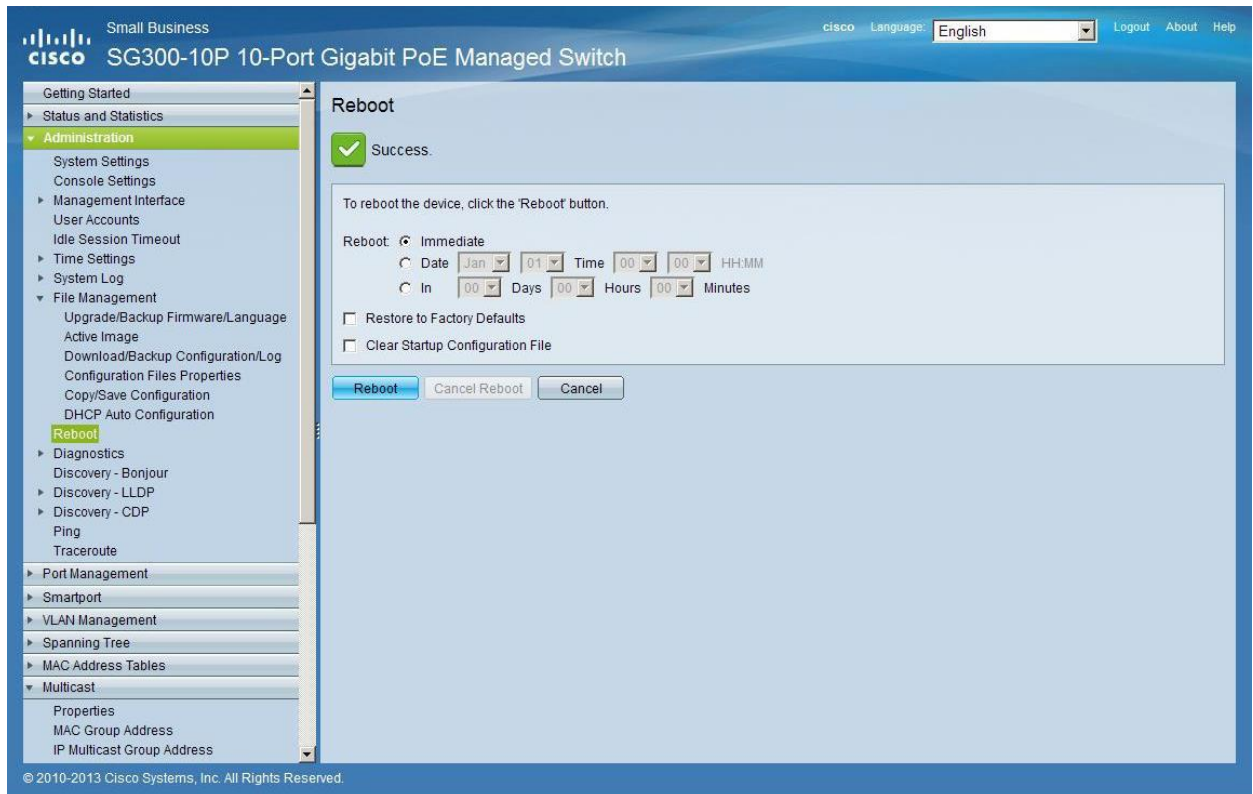 Small Business
cisco Language: English Logout About Help
CISCO SG300-10P 10-Port Gigabit PoE Managed Switch
Getting Started
Status and Statistics
Administration
System Settings
Console Settings
Management Interface
User Accounts
Idle Session Timeout
Time Settings
System Log
File Management
Upgrade/Backup Firmware/Language
Active Image
Download/Backup Configuration/Log
Configuration Files Properties
Copy/Save Configuration
DHCP Auto Configuration
Reboot
Diagnostics
Discovery - Bonjour
Discovery - LLDP
Discovery - CDP
Ping
Traceroute
Port Management
Smartport
VLAN Management
Spanning Tree
MAC Address Tables
Multicast
Properties
MAC Group Address
IP Multicast Group Address
Reboot
Success.
To reboot the device, click the 'Reboot' button.
Reboot: Immediate
Date Jan 01 Time 00 00 HH:MM
In 00 Days 00 Hours 00 Minutes
Restore to Factory Defaults
Clear Startup Configuration File
Reboot Cancel Reboot Cancel
© 2010-2013 Cisco Systems, Inc. All Rights Reserved.